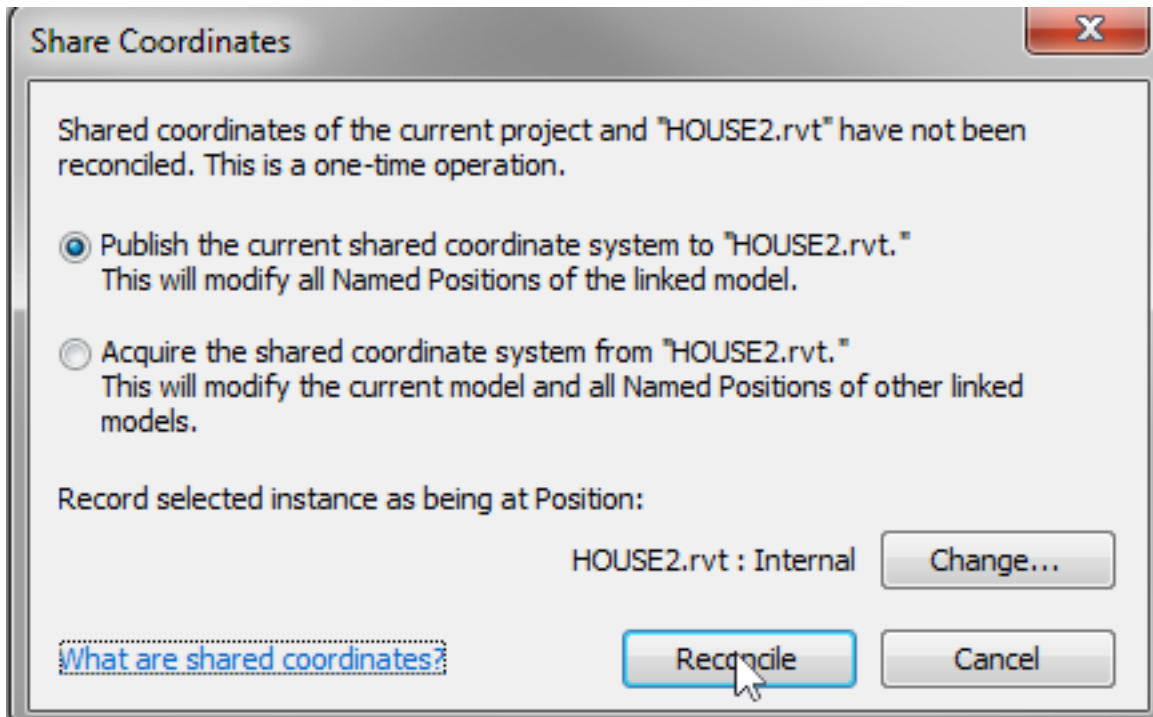 Share Coordinates
Shared coordinates of the current project and "HOUSE2.rvt" have not been
reconciled. This is a one-time operation.
Publish the current shared coordinate system to "HOUSE2.rvt."
This will modify all Named Positions of the linked model.
Acquire the shared coordinate system from "HOUSE2.rvt."
This will modify the current model and all Named Positions of other linked
models.
Record selected instance as being at Position:
HOUSE2.rvt : Internal Change...
What are shared coordinates? Reconcile Cancel